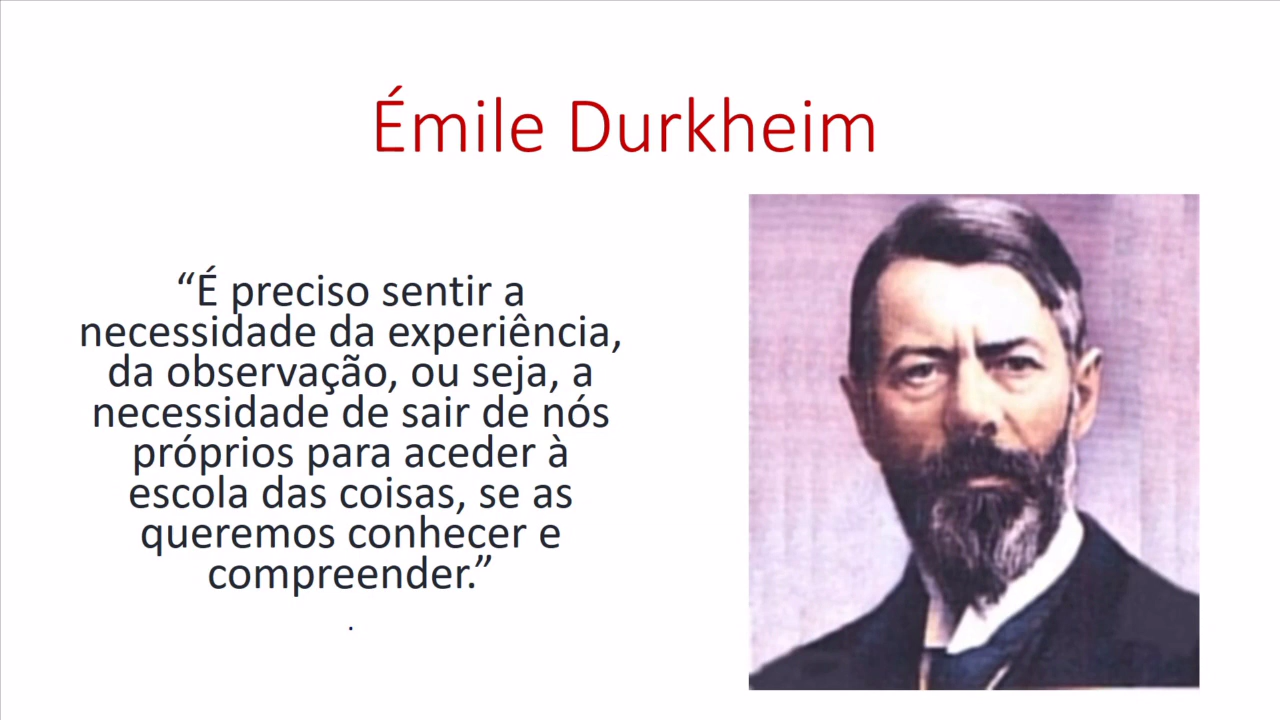 Émile Durkheim
“É preciso sentir a
necessidade da experiência,
da observação, ou seja, a
necessidade de sair de nós
próprios para aceder à
escola das coisas, se as
queremos conhecer e
compreender.”
.